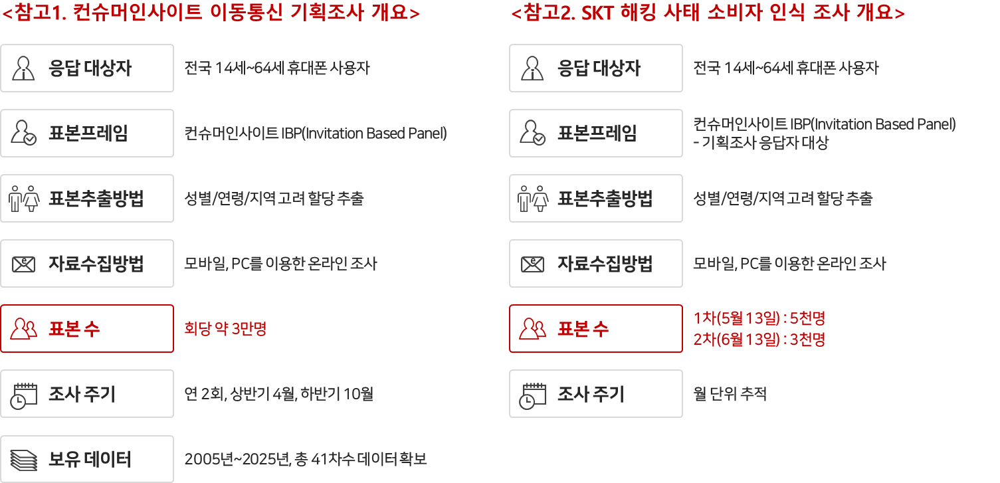 <참고1. 컨슈머인사이트 이동통신 기획조사 개요>
응답 대상자
전국 14세~64세 휴대폰 사용자
표본프레임
컨슈머인사이트 IBP(Invitation Based Panel)
표본추출방법
성별/연령/지역 고려 할당 추출
자료수집방법
모바일, PC를 이용한 온라인 조사
표본 수
회당 약 3만명
조사 주기
연 2회, 상반기 4월, 하반기 10월
보유 데이터
2005년~2025년, 총 41차수 데이터 확보
<참고2. SKT 해킹 사태 소비자 인식 조사 개요>
응답 대상자
전국 14세~64세 휴대폰 사용자
표본프레임
컨슈머인사이트 IBP(Invitation Based Panel)
- 기획조사 응답자 대상
표본추출방법
성별/연령/지역 고려 할당 추출
자료수집방법
모바일, PC를 이용한 온라인 조사
표본 수
1차(5월 13일) : 5천명
2차(6월 13일) : 3천명
조사 주기
월 단위 추적